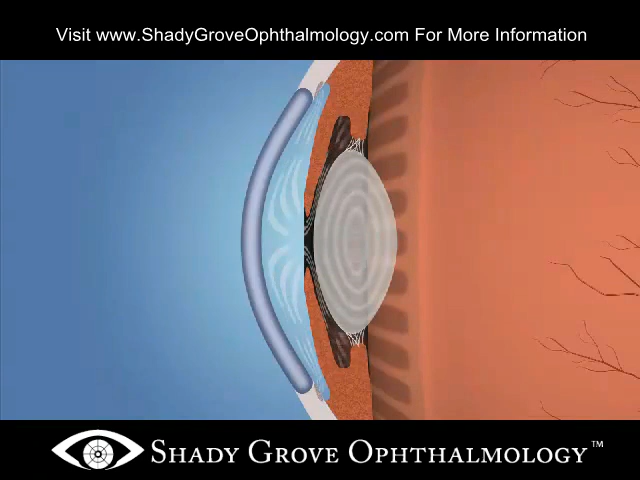 Visit www.ShadyGroveOphthalmology.com For More Information
SHADY GROVE OPHTHALMOLOGY™